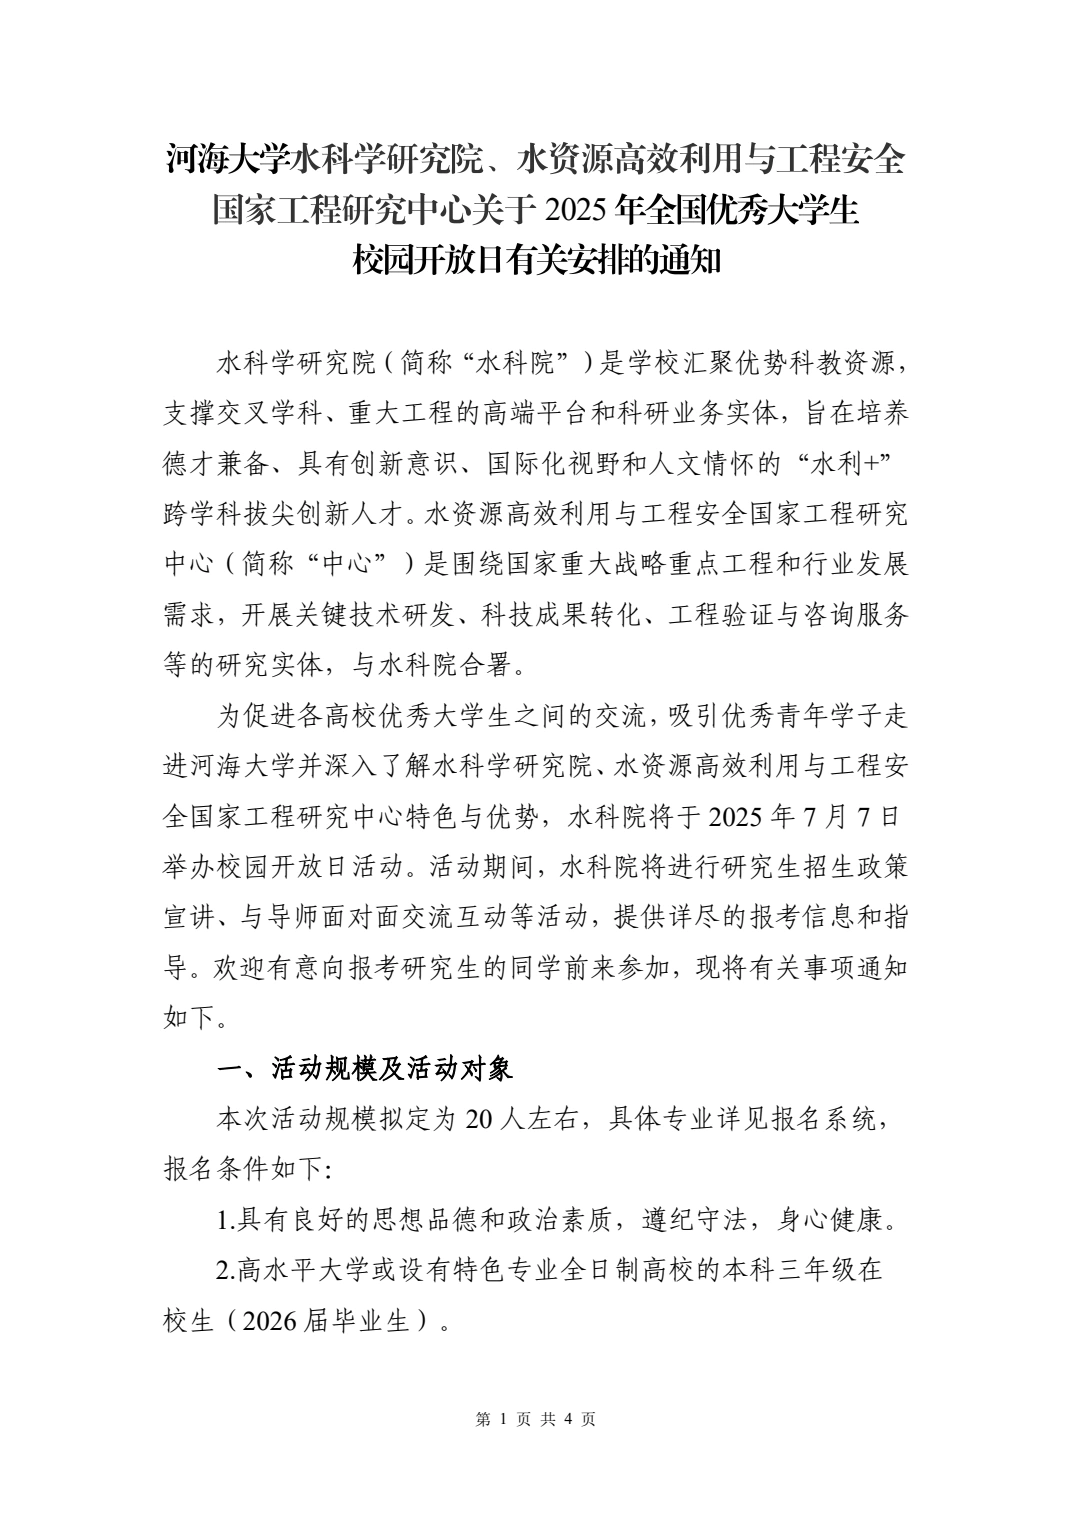 河海大学水科学研究院、水资源高效利用与工程安全
国家工程研究中心关于 2025 年全国优秀大学生
校园开放日有关安排的通知
水科学研究院（简称“水科院”）是学校汇聚优势科教资源，
支撑交叉学科、重大工程的高端平台和科研业务实体，旨在培养
德才兼备、具有创新意识、国际化视野和人文情怀的“水利+”
跨学科拔尖创新人才。水资源高效利用与工程安全国家工程研究
中心（简称“中心”）是围绕国家重大战略重点工程和行业发展
需求，开展关键技术研发、科技成果转化、工程验证与咨询服务
等的研究实体，与水科院合署。
为促进各高校优秀大学生之间的交流，吸引优秀青年学子走
进河海大学并深入了解水科学研究院、水资源高效利用与工程安
全国家工程研究中心特色与优势，水科院将于 2025 年 7 月 7 日
举办校园开放日活动。活动期间，水科院将进行研究生招生政策
宣讲、与导师面对面交流互动等活动，提供详尽的报考信息和指
导。欢迎有意向报考研究生的同学前来参加，现将有关事项通知
如下。
一、活动规模及活动对象
本次活动规模拟定为 20 人左右，具体专业详见报名系统，
报名条件如下：
1.具有良好的思想品德和政治素质，遵纪守法，身心健康。
2.高水平大学或设有特色专业全日制高校的本科三年级在
校生（2026 届毕业生）。
第 1 页 共 4 页